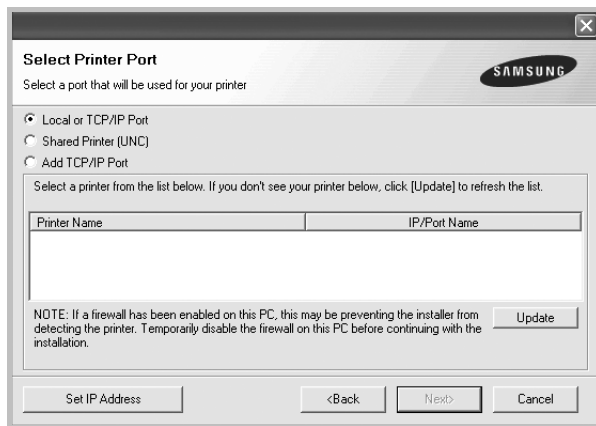 Select Printer Port
Select a port that will be used for your printer
SAMSUNG
Local or TCP/IP Port
Shared Printer (UNC)
Add TCP/IP Port
Select a printer from the list below. If you don't see your printer below, click [Update] to refresh the list.
Printer Name IP/Port Name
NOTE: If a firewall has been enabled on this PC, this may be preventing the installer from
detecting the printer. Temporarily disable the firewall on this PC before continuing with the
installation.
Update
Set IP Address <Back Next> Cancel